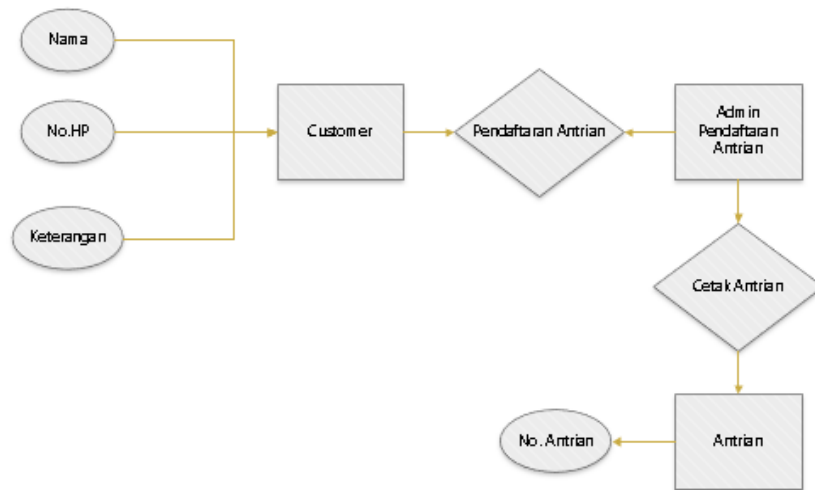 Nama
No.HP
Customer
Pendaftaran Antrian
Admin
Pendaftaran
Antrian
Keterangan
Cetak Antrian
No. Antrian
Antrian